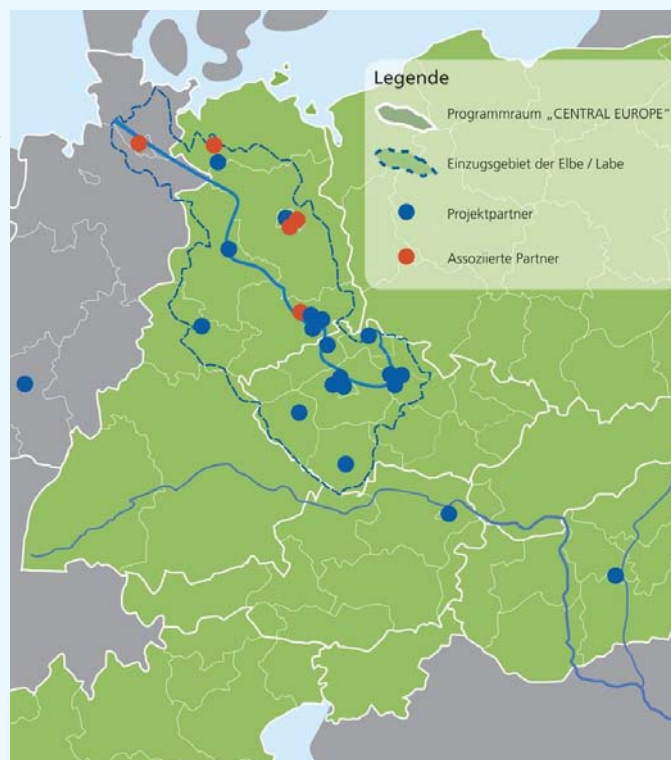 Legende
Programmraum „CENTRAL EUROPE"
Einzugsgebiet der Elbe / Labe
Projektpartner
Assoziierte Partner